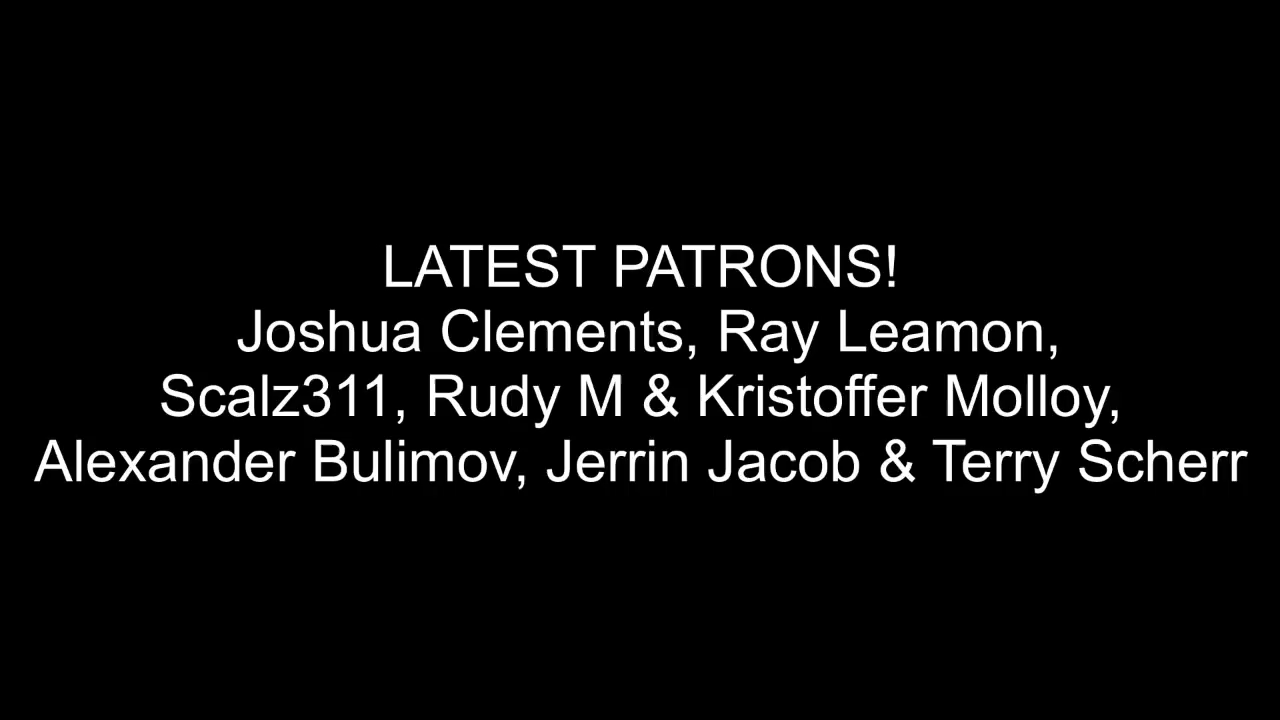 LATEST PATRONS!
Joshua Clements, Ray Leamon,
Scalz311, Rudy M & Kristoffer Molloy,
Alexander Bulimov, Jerrin Jacob & Terry Scherr